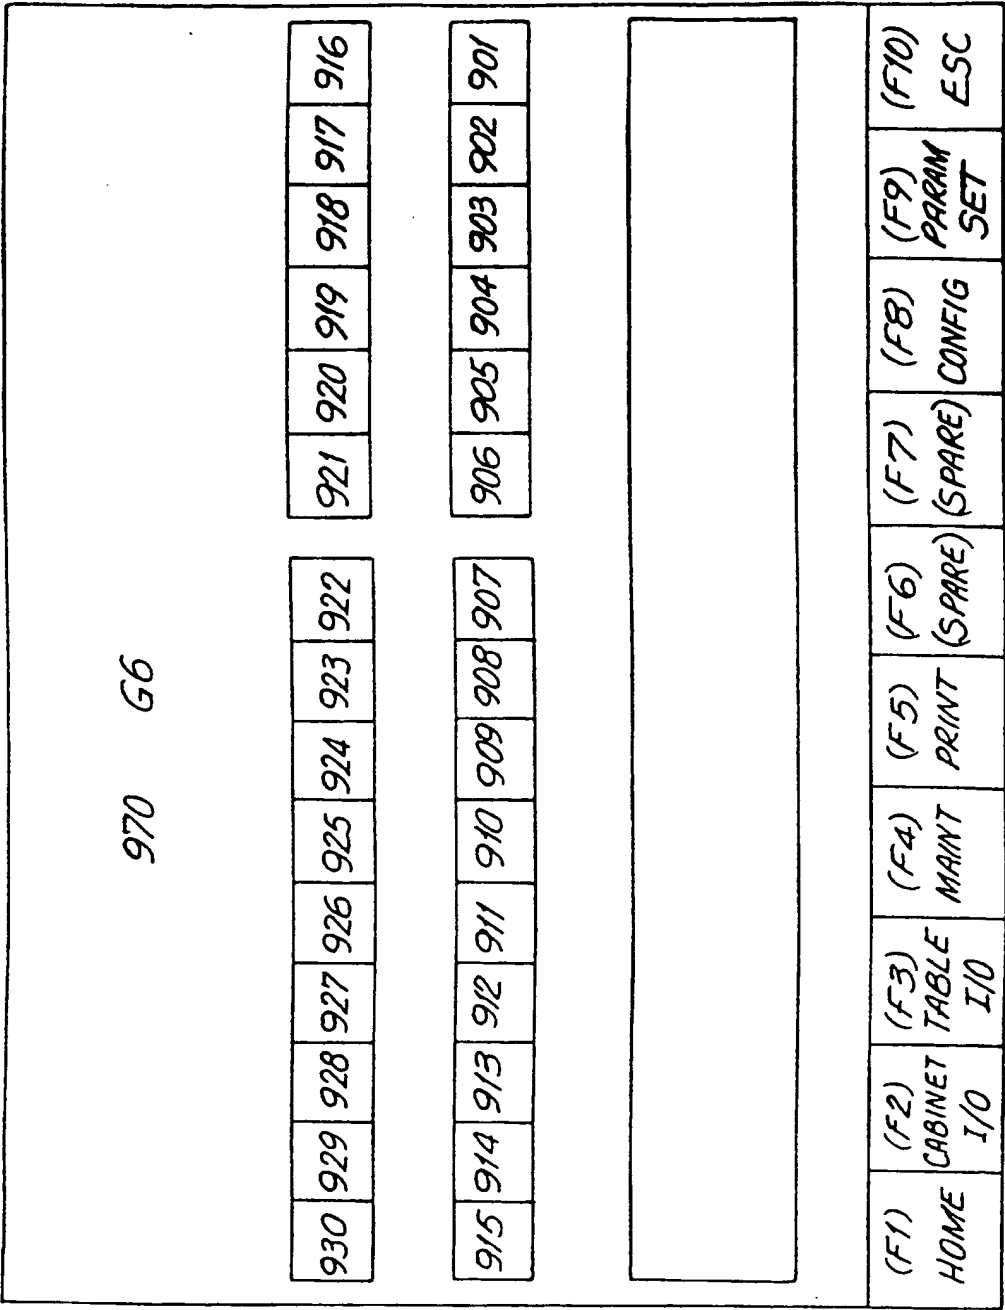 970 G6
930 929 928 927 926 925 924 923 922 921 920 919 918 917 916
915 914 913 912 911 910 909 908 907 906 905 904 903 902 901
(F1)
HOME
(F2)
CABINET
I/O
(F3)
TABLE
I/O
(F4)
MAINT
(F5)
PRINT
(F6)
(SPARE)
(F7)
(SPARE)
(F8)
CONFIG
(F9)
PARAM
SET
(F10)
ESC